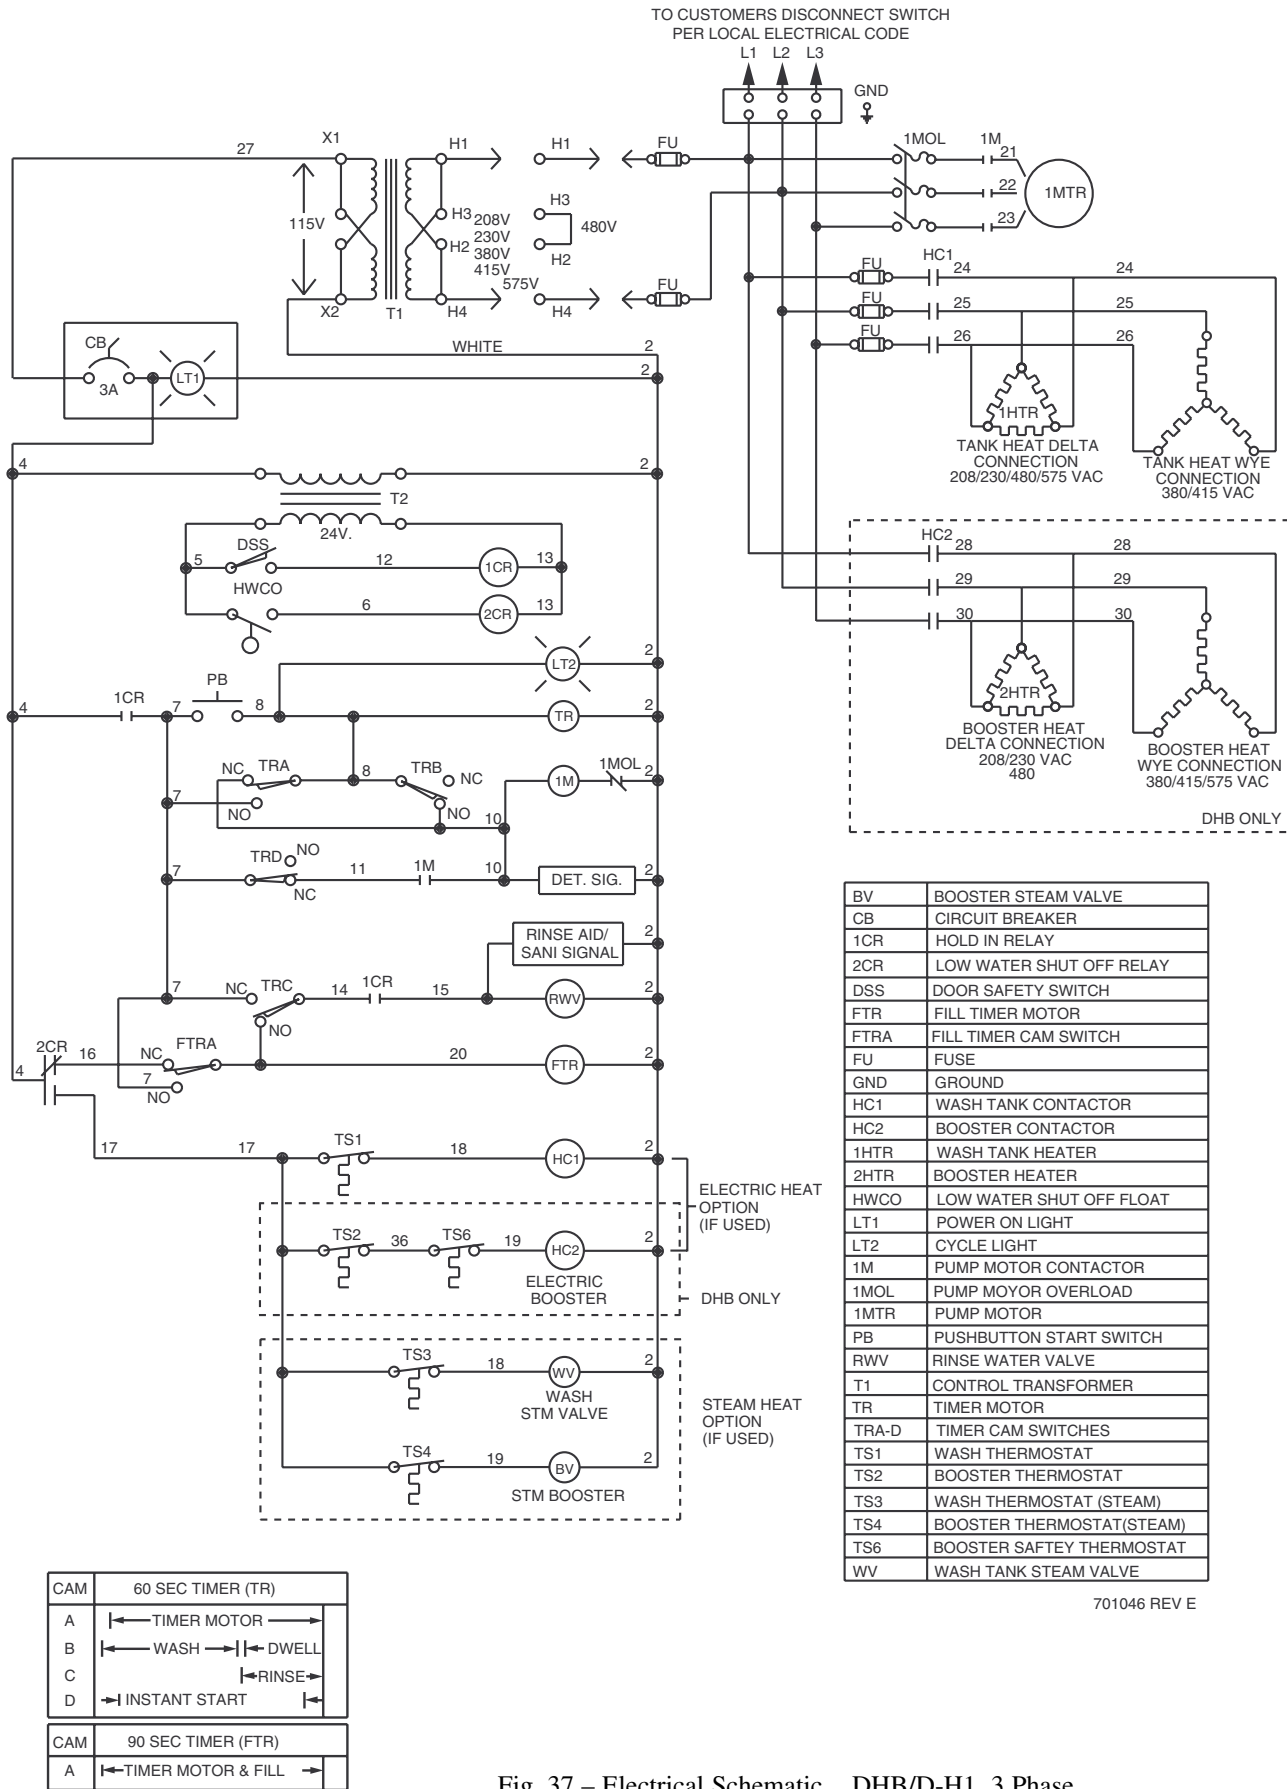 TO CUSTOMERS DISCONNECT SWITCH
PER LOCAL ELECTRICAL CODE
L1 L2 L3
GND
27 X1 H1 H1 FU 1MOL 1M 21
22 1MTR
23
115V H3 208V H3
230V 480V
H2 380V H2
415V
575V
X2 T1 H4 H4 FU
FU HC1 24 24
FU 25 25
FU 26 26
WHITE 2
CB
3A LT1 2
1HTR
TANK HEAT DELTA
CONNECTION
208/230/480/575 VAC
TANK HEAT WYE
CONNECTION
380/415 VAC
4 2
T2
24V.
DSS
5 12 1CR 13
HWCO
6 2CR 13
HC2 28 28
29 29
30 30
2HTR
BOOSTER HEAT
DELTA CONNECTION
208/230 VAC
480
BOOSTER HEAT
WYE CONNECTION
380/415/575 VAC
DHB ONLY
LT2 2
4 1CR 7 PB 8 TR 2
NC TRA 8 TRB NC 1M 1MOL 2
7 NO NO 10
7 TRD NO 11 1M 10 DET. SIG. 2
NC
RINSE AID/
SANI SIGNAL 2
7 NC TRC 14 1CR 15 RWV 2
NO
2CR 16 NC FTRA 20 FTR 2
4 7
NO
17 17 TS1 18 HC1 2
ELECTRIC HEAT
OPTION
(IF USED)
TS2 36 TS6 19 HC2 2
ELECTRIC
BOOSTER
DHB ONLY
TS3 18 WV 2
WASH
STM VALVE
STEAM HEAT
OPTION
(IF USED)
TS4 19 BV 2
STM BOOSTER
BV BOOSTER STEAM VALVE
CB CIRCUIT BREAKER
1CR HOLD IN RELAY
2CR LOW WATER SHUT OFF RELAY
DSS DOOR SAFETY SWITCH
FTR FILL TIMER MOTOR
FTRA FILL TIMER CAM SWITCH
FU FUSE
GND GROUND
HC1 WASH TANK CONTACTOR
HC2 BOOSTER CONTACTOR
1HTR WASH TANK HEATER
2HTR BOOSTER HEATER
HWCO LOW WATER SHUT OFF FLOAT
LT1 POWER ON LIGHT
LT2 CYCLE LIGHT
1M PUMP MOTOR CONTACTOR
1MOL PUMP MOYOR OVERLOAD
1MTR PUMP MOTOR
PB PUSHBUTTON START SWITCH
RWV RINSE WATER VALVE
T1 CONTROL TRANSFORMER
TR TIMER MOTOR
TRA-D TIMER CAM SWITCHES
TS1 WASH THERMOSTAT
TS2 BOOSTER THERMOSTAT
TS3 WASH THERMOSTAT (STEAM)
TS4 BOOSTER THERMOSTAT(STEAM)
TS6 BOOSTER SAFTEY THERMOSTAT
WV WASH TANK STEAM VALVE
701046 REV E
CAM 60 SEC TIMER (TR)
A TIMER MOTOR
B WASH DWELL
C RINSE
D INSTANT START
CAM 90 SEC TIMER (FTR)
A TIMER MOTOR & FILL
Fig. 37 – Electrical Schematic DHB/D-H1, 3 Phase